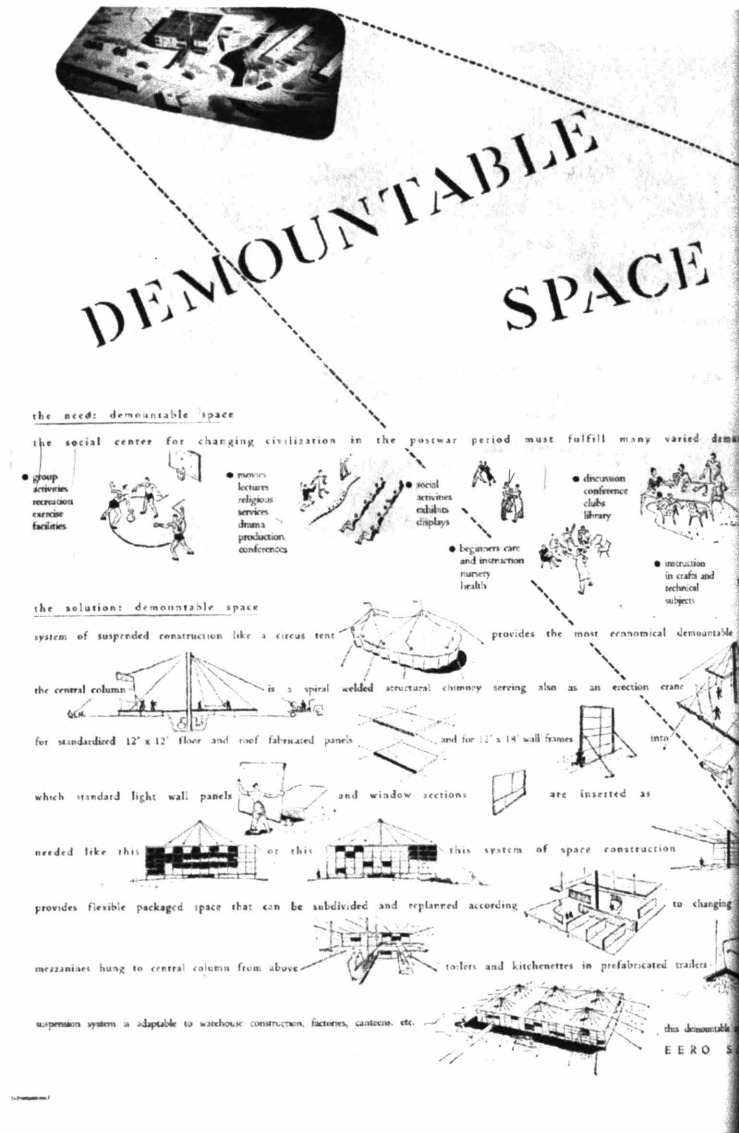 DEMOUNTABLE
SPACE
the need: demountable space
the social center for changing civilization in the postwar period must fulfill many varied
group
activities
recreation
exercise
facilities
movies
lectures
religious
services
drama
production
conferences
social
activities
exhibits
displays
beginners care
and instruction
nursery
health
discussion
conference
clubs
library
instruction
in crafts and
technical
subjects
the solution: demountable space
system of suspended construction like a circus tent provides the most economical demountable
the central column is a spiral welded structural chimney serving also as an erection crane
for standardized 12' x 12' floor and roof fabricated panels and for 12' x 18' wall frames into
which standard light wall panels and window sections are inserted as
needed like this or this this system of space construction
provides flexible packaged space that can be subdivided and replanned according to changing
mezzanines hung to central column from above toilets and kitchenettes in prefabricated trailers
suspension system is adaptable to warehouse construction, factories, canteens, etc. this demountable
EERO